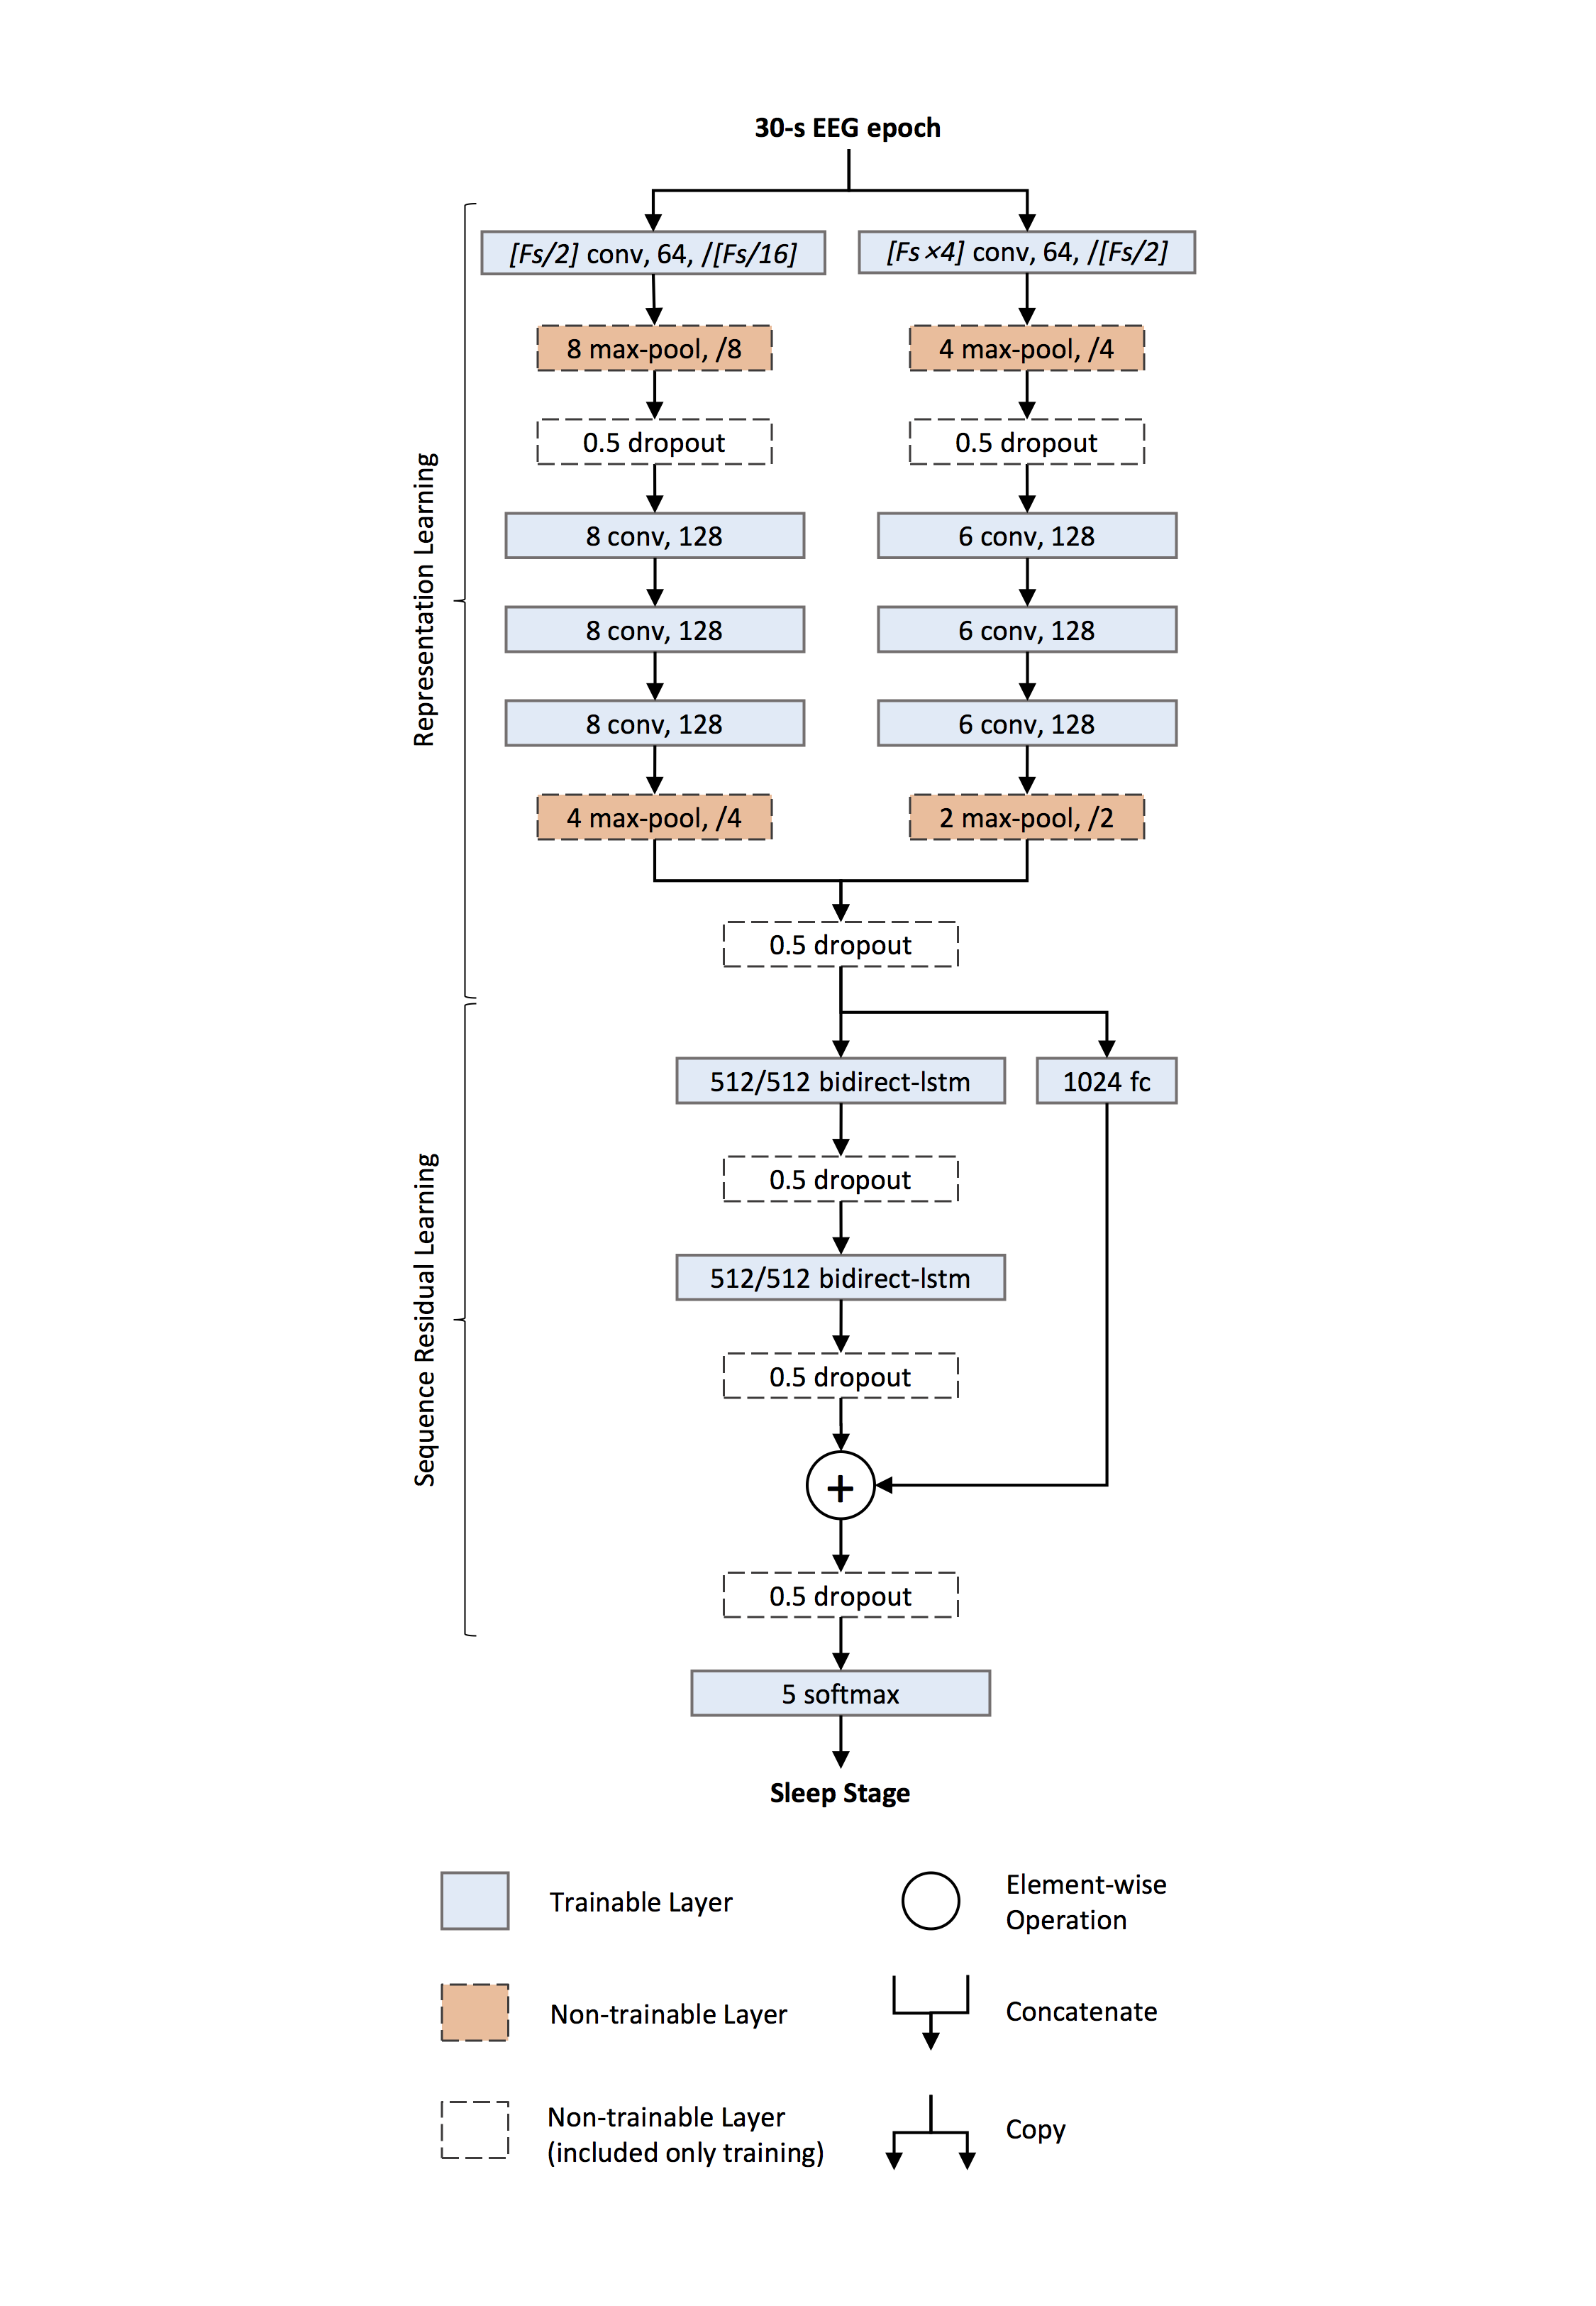 30-s EEG epoch
[Fs/2] conv, 64, /[Fs/16]
[Fs×4] conv, 64, /[Fs/2]
8 max-pool, /8
4 max-pool, /4
0.5 dropout
0.5 dropout
8 conv, 128
6 conv, 128
8 conv, 128
6 conv, 128
8 conv, 128
6 conv, 128
4 max-pool, /4
2 max-pool, /2
0.5 dropout
Representation Learning
512/512 bidirect-lstm
1024 fc
0.5 dropout
512/512 bidirect-lstm
0.5 dropout
+
0.5 dropout
Sequence Residual Learning
5 softmax
Sleep Stage
Trainable Layer
Element-wise
Operation
Non-trainable Layer
Concatenate
Non-trainable Layer
(included only training)
Copy